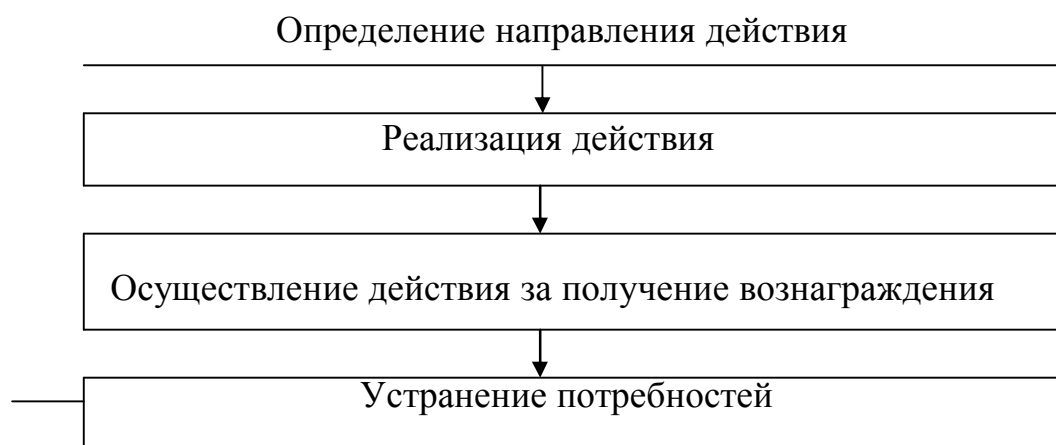 Определение направления действия
Реализация действия
Осуществление действия за получение вознаграждения
Устранение потребностей